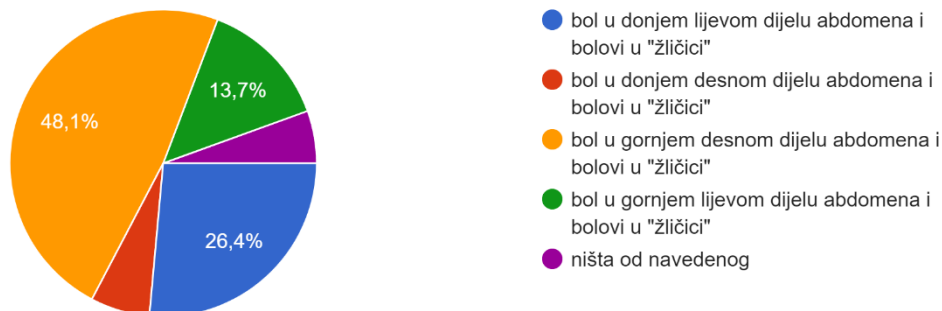 48,1%
13,7%
26,4%
bol u donjem lijevom dijelu abdomena i
bolovi u "žličici"
bol u donjem desnom dijelu abdomena i
bolovi u "žličici"
bol u gornjem desnom dijelu abdomena i
bolovi u "žličici"
bol u gornjem lijevom dijelu abdomena i
bolovi u "žličici"
ništa od navedenog